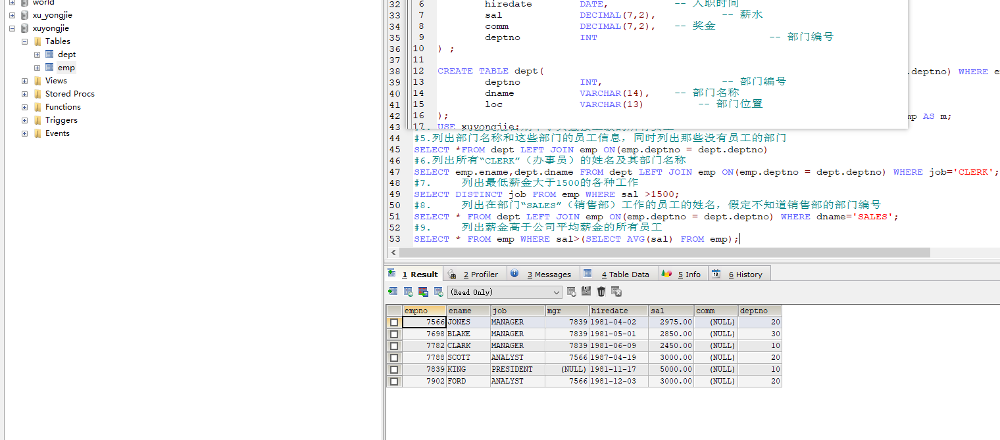 world
xu_yongjie
xuyongjie
Tables
dept
emp
Views
Stored Procs
Functions
Triggers
Events
32 6 hiredate DATE, -- 入职时间
33 7 sal DECIMAL(7,2), -- 薪水
34 8 comm DECIMAL(7,2), -- 奖金
35 9 deptno INT -- 部门编号
36 10 ) ;
37 11
38 12 CREATE TABLE dept( .deptno) WHERE e
39 13 deptno INT, -- 部门编号
40 14 dname VARCHAR(14), -- 部门名称
41 15 loc VARCHAR(13) -- 部门位置
42 16 ); mp AS m;
43 17 USE xuyongjie;
44 #5.列出部门名称和这些部门的员工信息，同时列出那些没有员工的部门
45 SELECT *FROM dept LEFT JOIN emp ON(emp.deptno = dept.deptno)
46 #6.列出所有“CLERK”（办事员）的姓名及其部门名称
47 SELECT emp.ename,dept.dname FROM dept LEFT JOIN emp ON(emp.deptno = dept.deptno) WHERE job='CLERK';
48 #7. 列出最低薪金大于1500的各种工作
49 SELECT DISTINCT job FROM emp WHERE sal >1500;
50 #8. 列出在部门“SALES”（销售部）工作的员工的姓名，假定不知道销售部的部门编号
51 SELECT * FROM dept LEFT JOIN emp ON(emp.deptno = dept.deptno) WHERE dname='SALES';
52 #9. 列出薪金高于公司平均薪金的所有员工
53 SELECT * FROM emp WHERE sal>(SELECT AVG(sal) FROM emp);
1 Result 2 Profiler 3 Messages 4 Table Data 5 Info 18 6 History
(Read Only)
empno ename job mgr hiredate sal comm deptno
7566 JONES MANAGER 7839 1981-04-02 2975.00 (NULL) 20
7698 BLAKE MANAGER 7839 1981-05-01 2850.00 (NULL) 30
7782 CLARK MANAGER 7839 1981-06-09 2450.00 (NULL) 10
7788 SCOTT ANALYST 7566 1987-04-19 3000.00 (NULL) 20
7839 KING PRESIDENT (NULL) 1981-11-17 5000.00 (NULL) 10
7902 FORD ANALYST 7566 1981-12-03 3000.00 (NULL) 20